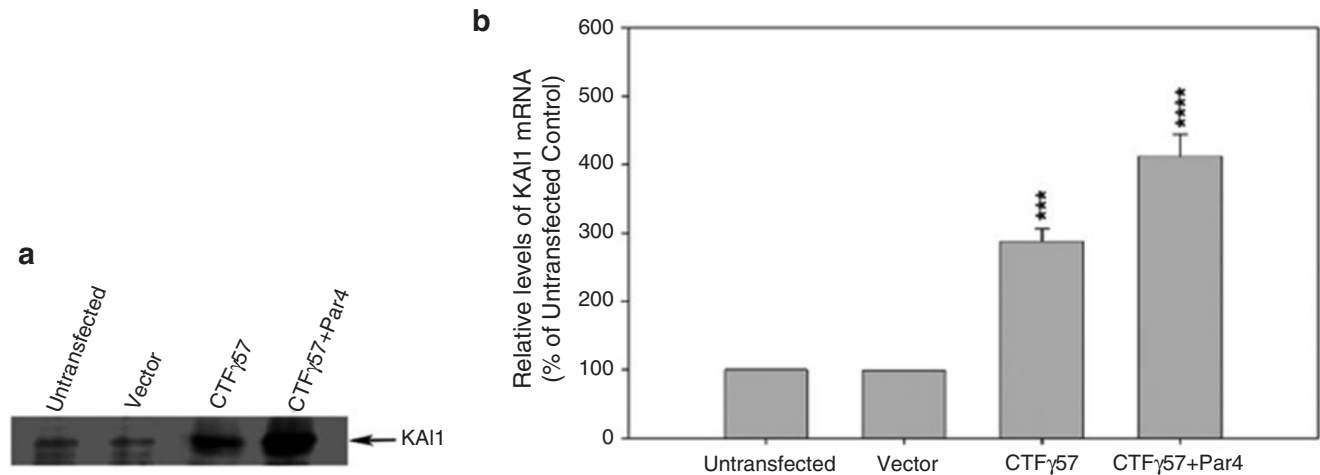 a
Untransfected
Vector
CTFγ57
CTFγ57+Par4
KAI1
b
Relative levels of KAI1 mRNA
(% of Untransfected Control)
600
500
400
300
200
100
0
***
****
Untransfected
Vector
CTFγ57
CTFγ57+Par4